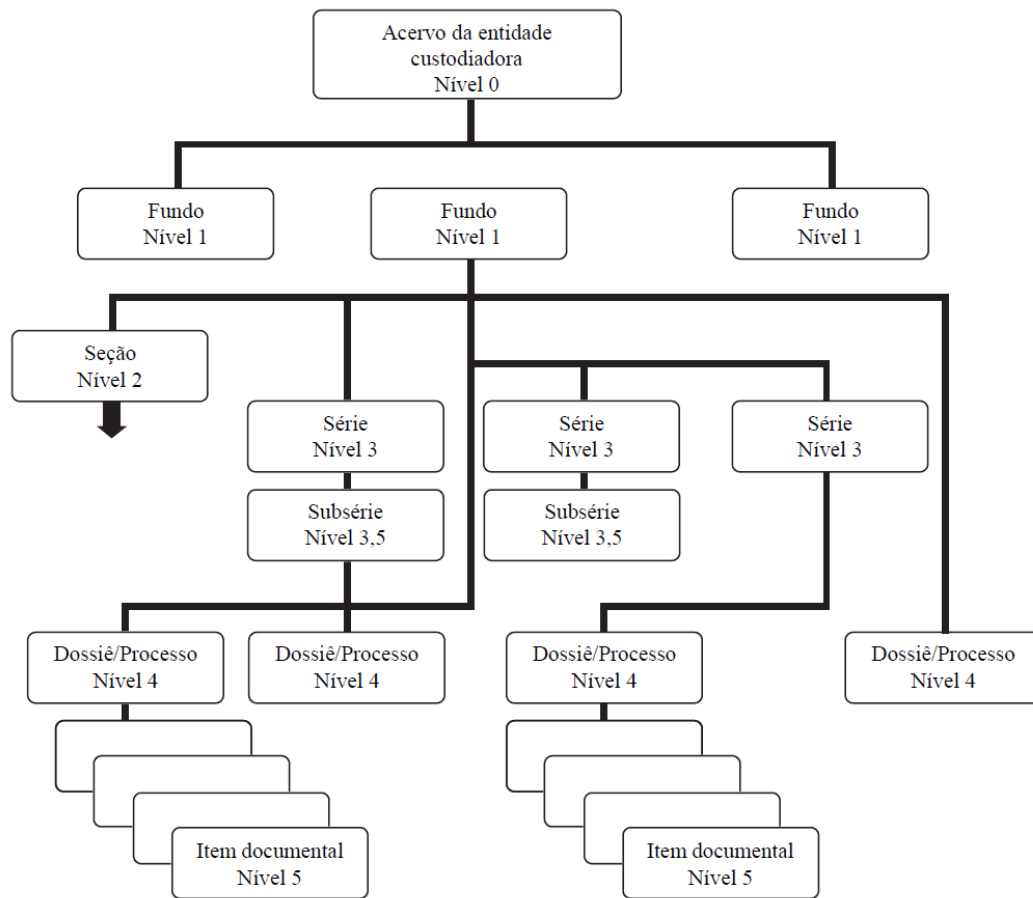 Acervo da entidade
custodiadora
Nível 0
Fundo
Nível 1
Fundo
Nível 1
Fundo
Nível 1
Seção
Nível 2
Série
Nível 3
Série
Nível 3
Série
Nível 3
Subsérie
Nível 3,5
Subsérie
Nível 3,5
Dossiê/Processo
Nível 4
Dossiê/Processo
Nível 4
Dossiê/Processo
Nível 4
Dossiê/Processo
Nível 4
Item documental
Nível 5
Item documental
Nível 5